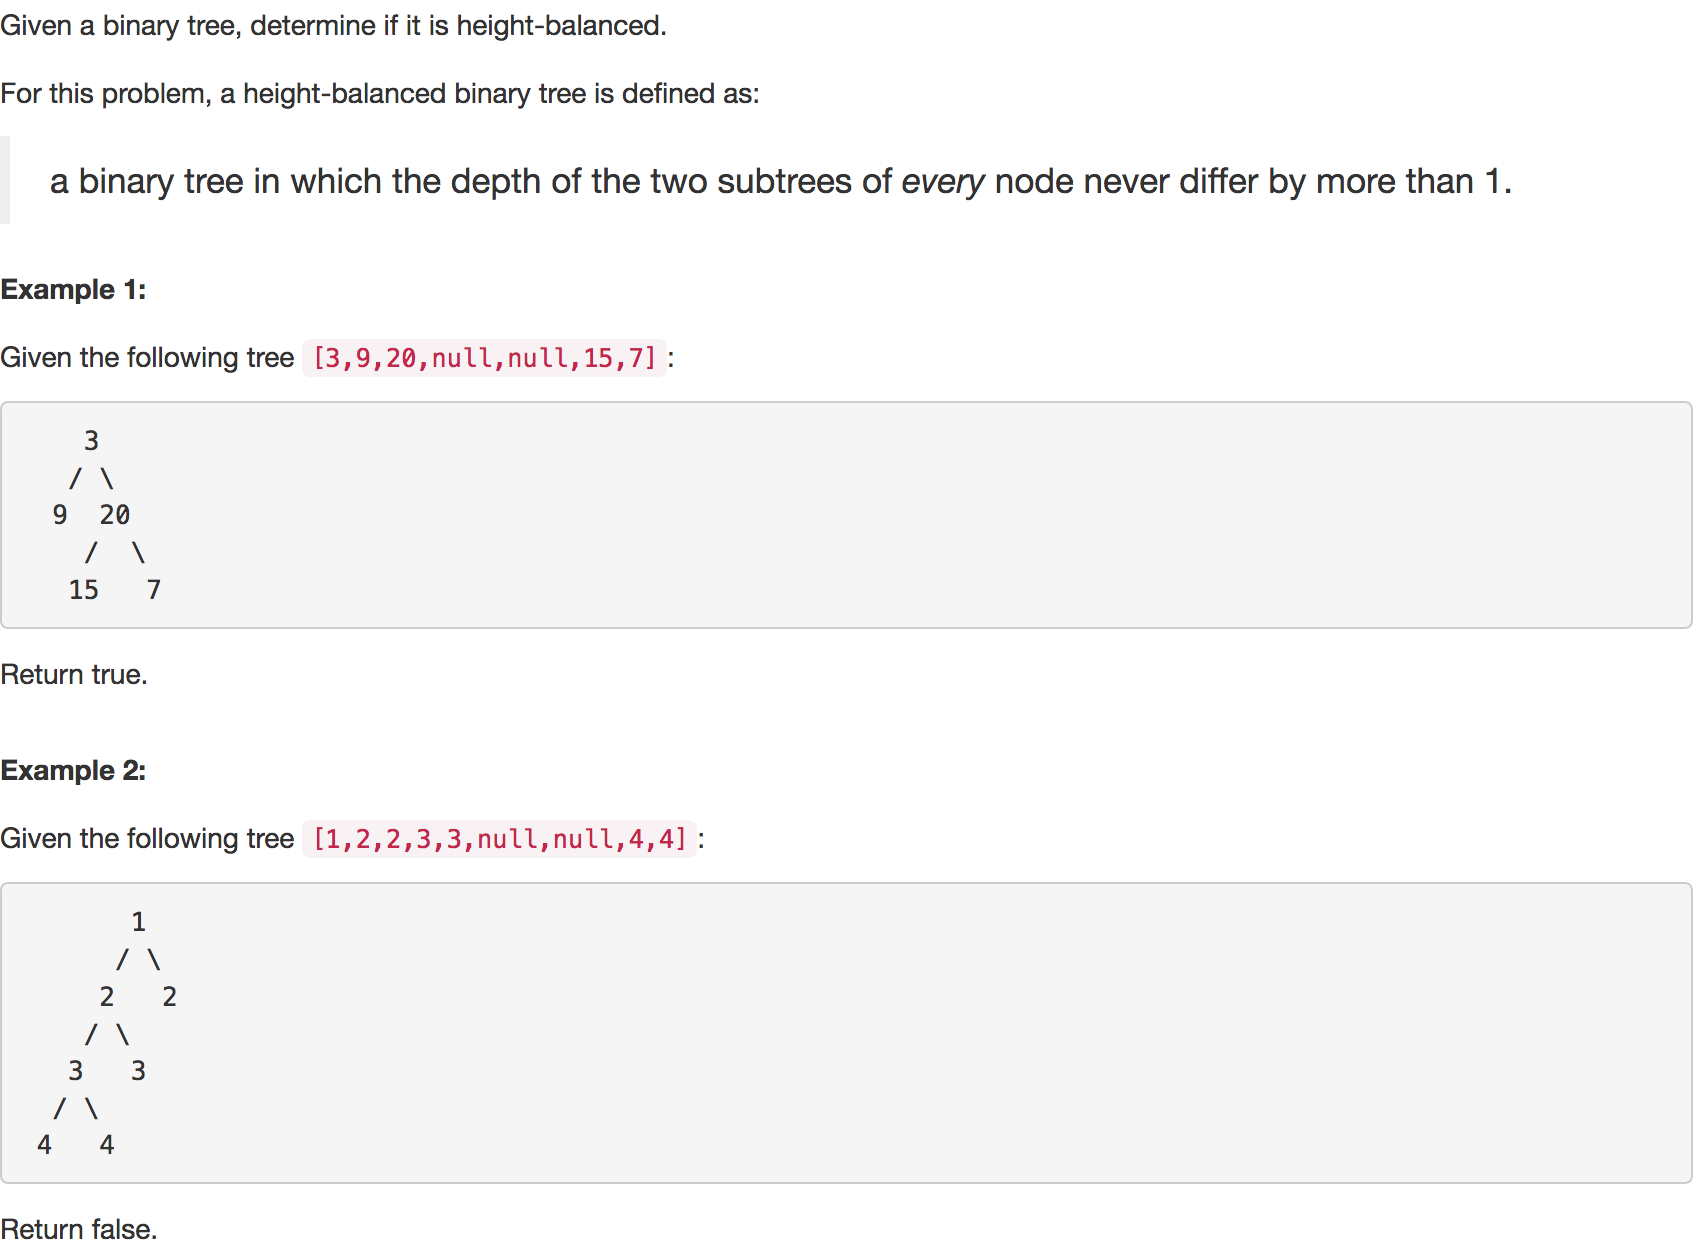 Given a binary tree, determine if it is height-balanced.
For this problem, a height-balanced binary tree is defined as:
a binary tree in which the depth of the two subtrees of every node never differ by more than 1.
Example 1:
Given the following tree [3,9,20,null,null,15,7]:
3
/ \
9 20
/ \
15 7
Return true.
Example 2:
Given the following tree [1,2,2,3,3,null,null,4,4]:
1
/ \
2 2
/ \
3 3
/ \
4 4
Return false.